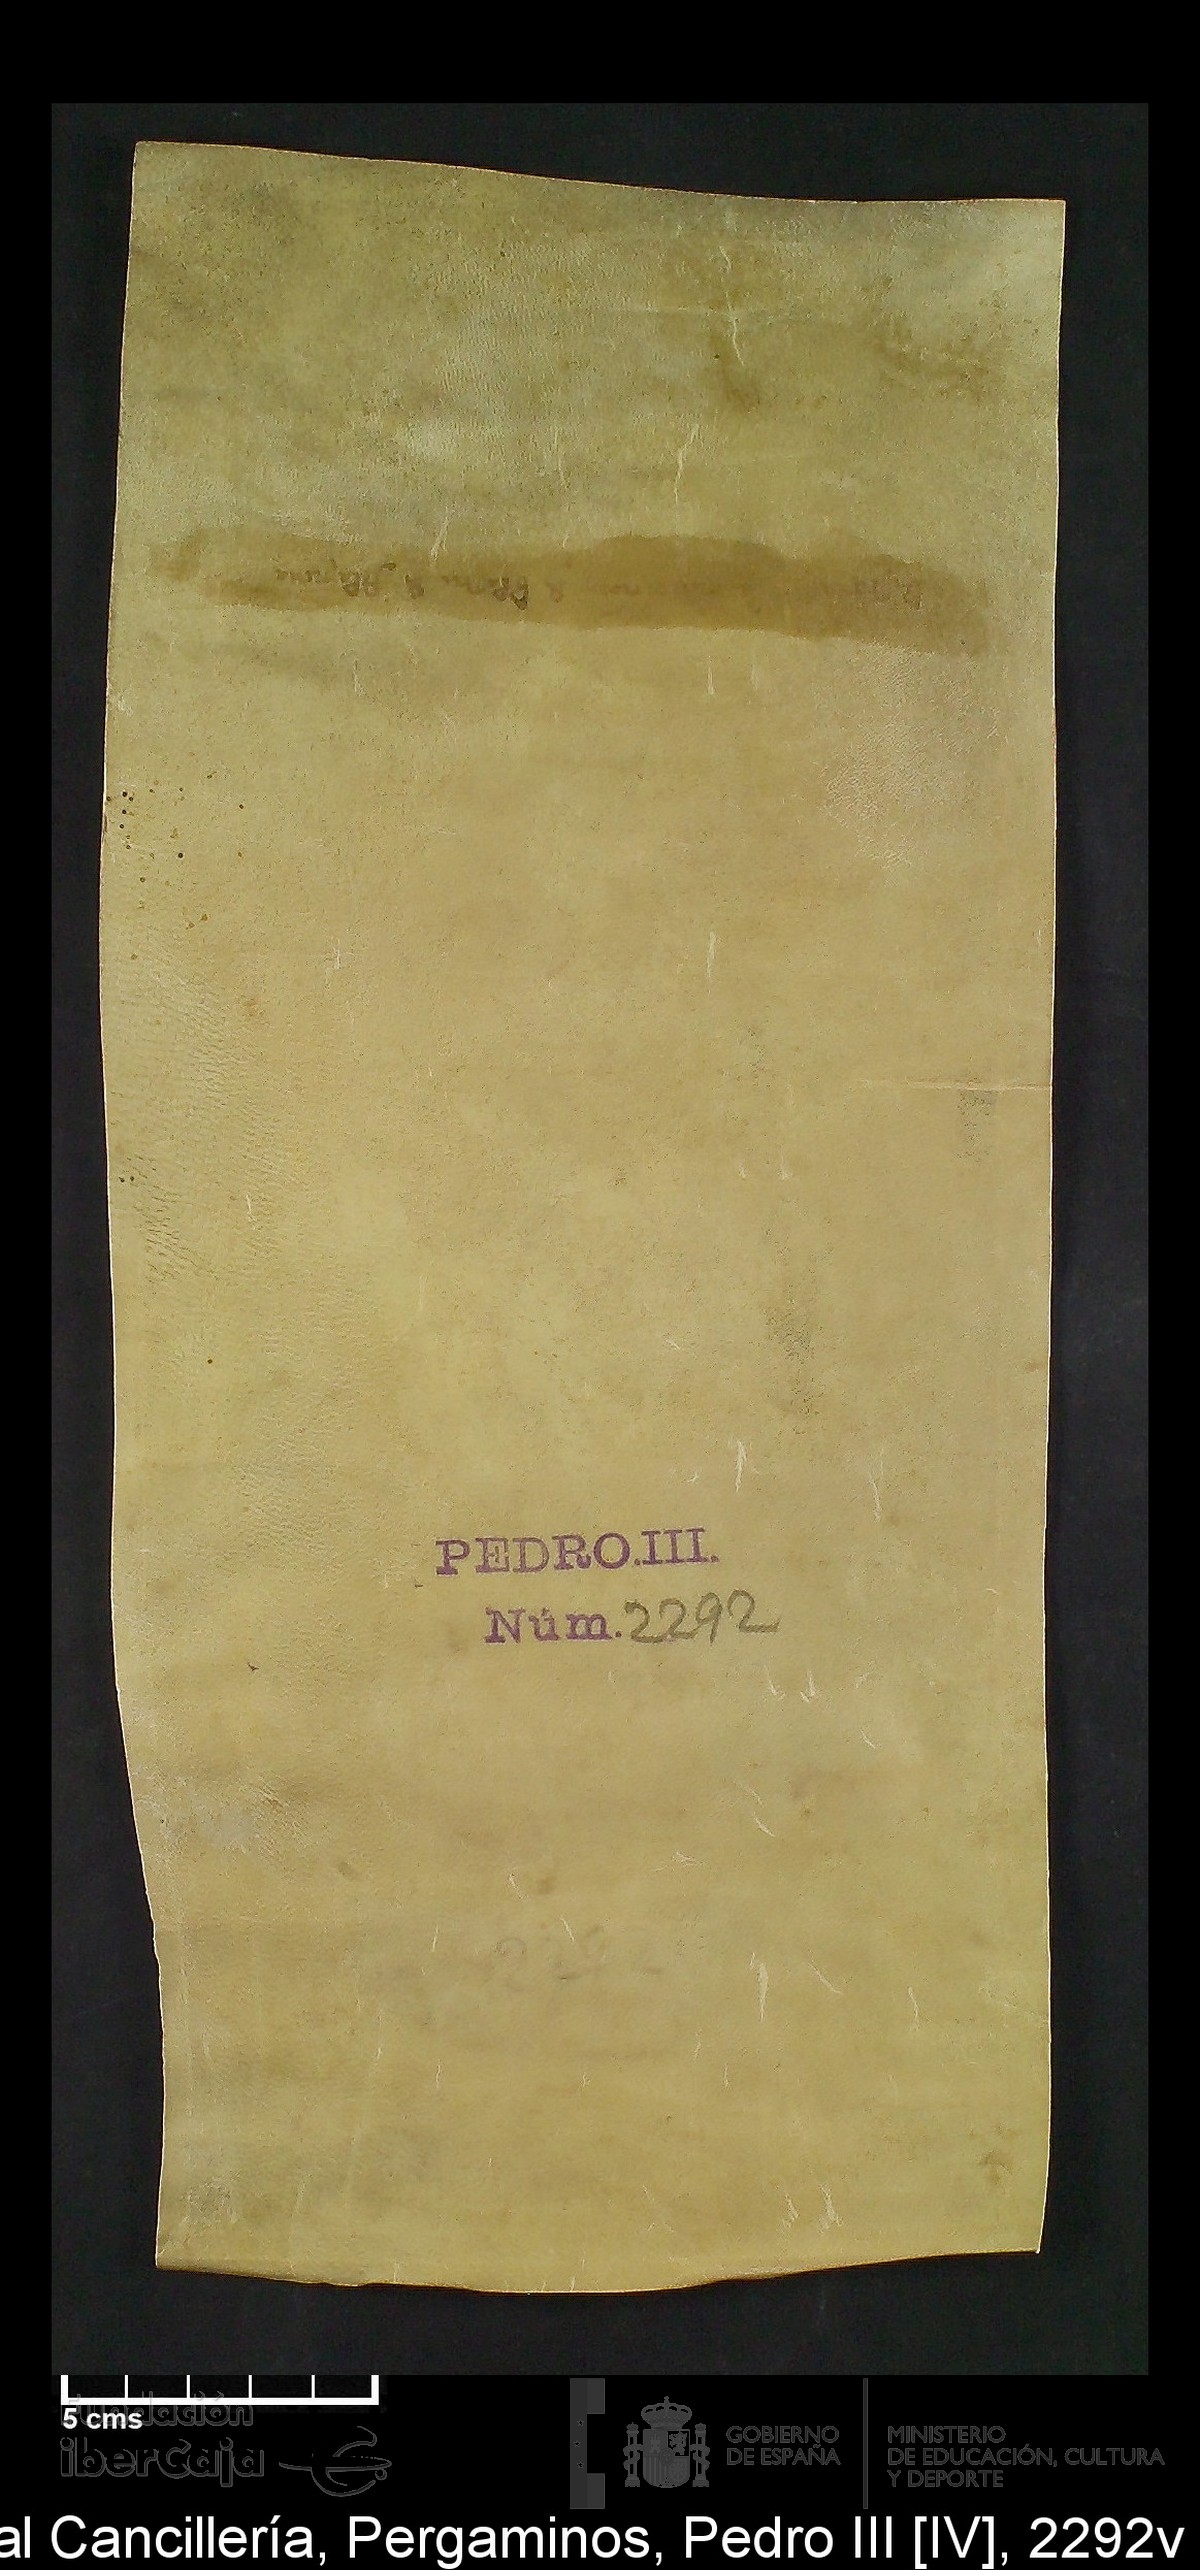 PEDRO.III.
Núm.2292
5 cms
fundación
iberCaja
GOBIERNO
DE ESPAÑA
MINISTERIO
DE EDUCACIÓN, CULTURA
Y DEPORTE
al Cancillería, Pergaminos, Pedro III [IV], 2292v